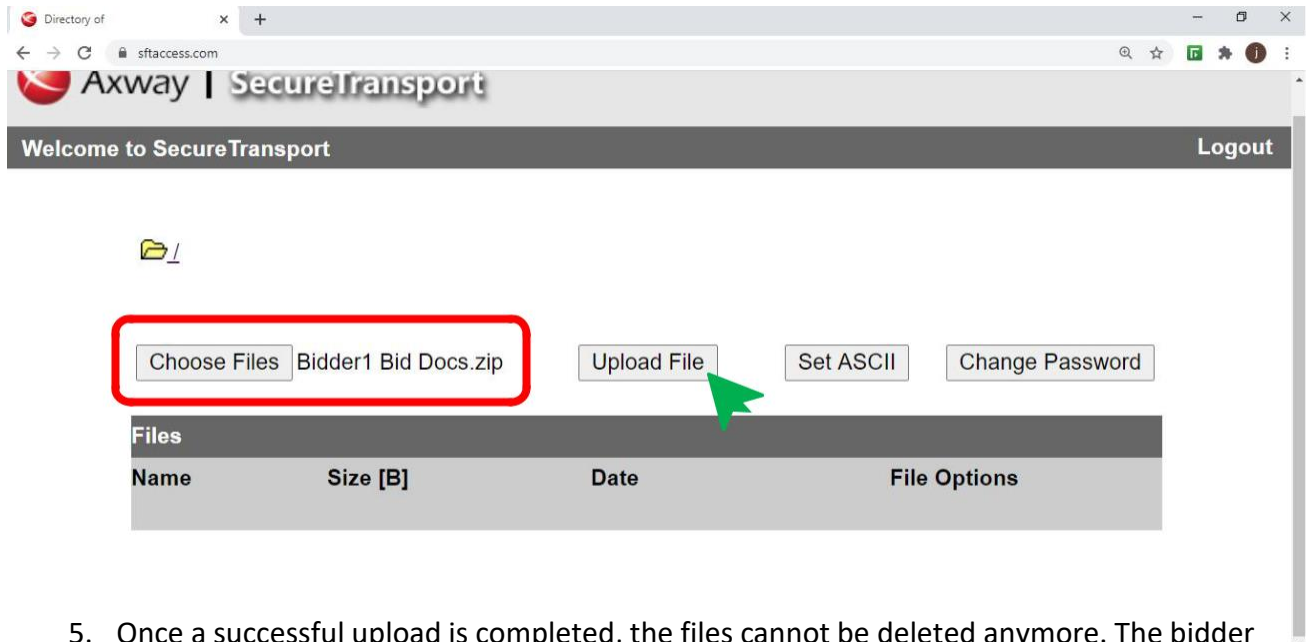 Directory of
sftaccess.com
j
Axway | SecureTransport
Welcome to SecureTransport Logout
/
Choose Files Bidder1 Bid Docs.zip Upload File Set ASCII Change Password
Files
Name Size [B] Date File Options
5. Once a successful upload is completed, the files cannot be deleted anymore. The bidder